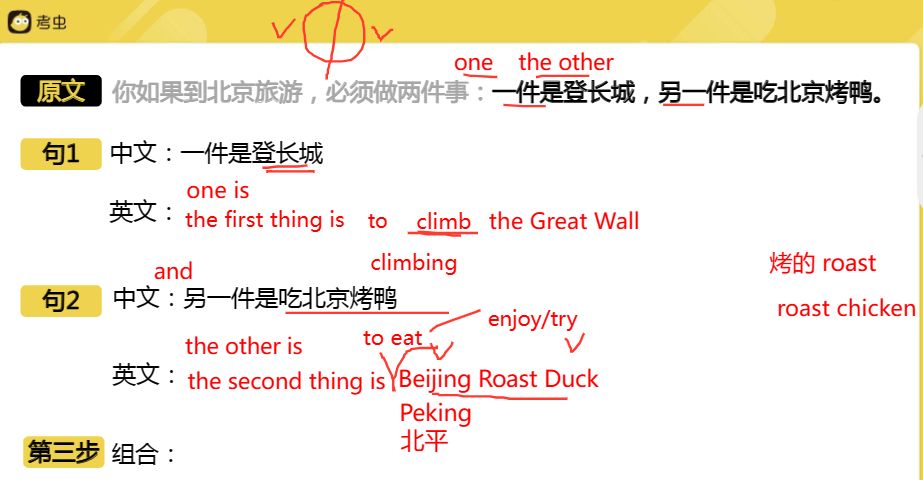 考虫
one the other
原文 你如果到北京旅游，必须做两件事：一件是登长城，另一件是吃北京烤鸭。
句1 中文：一件是登长城
one is
英文： the first thing is to climb the Great Wall
climbing
烤的 roast
and
句2 中文：另一件是吃北京烤鸭
roast chicken
enjoy/try
to eat
the other is
英文： the second thing is Beijing Roast Duck
Peking
北平
第三步 组合：